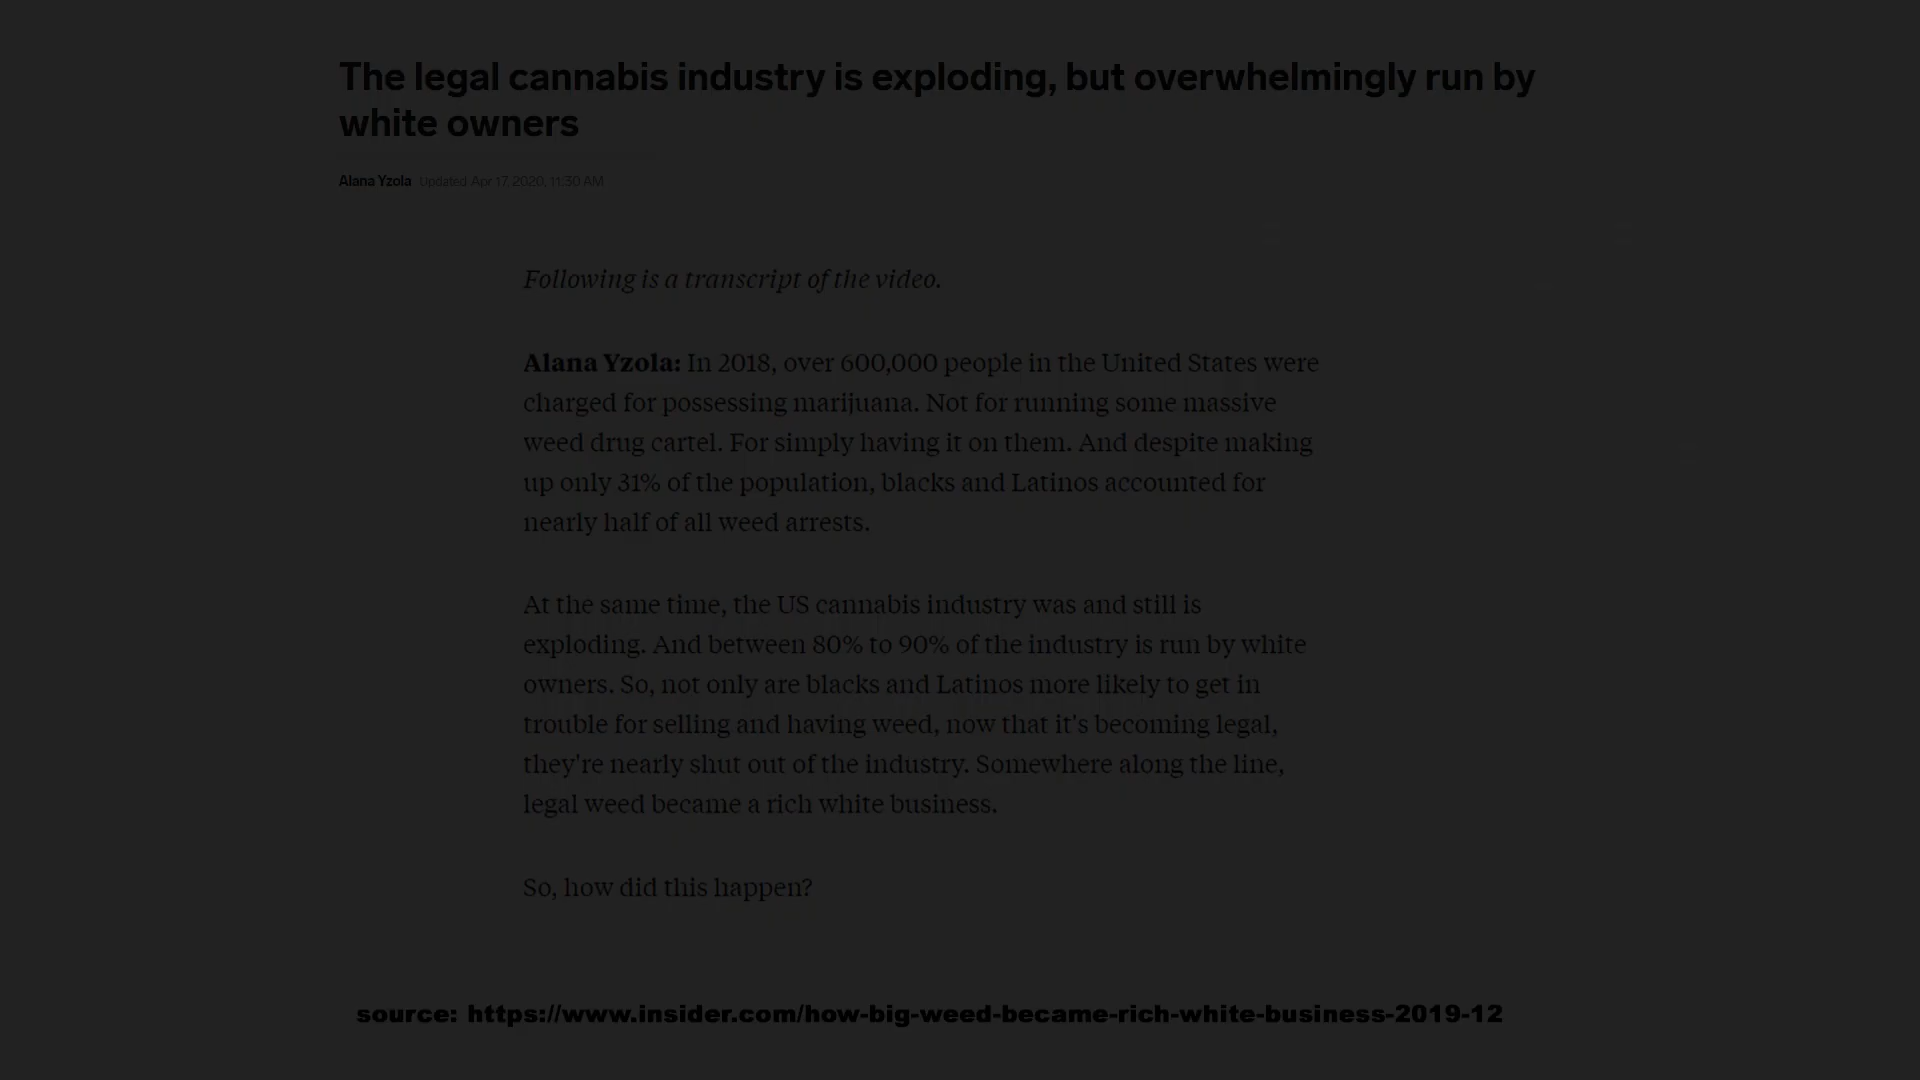 The legal cannabis industry is exploding, but overwhelmingly run by
white owners
Alana Yzola Updated Apr 17, 2020, 11:30 AM
Following is a transcript of the video.
Alana Yzola: In 2018, over 600,000 people in the United States were
charged for possessing marijuana. Not for running some massive
weed drug cartel. For simply having it on them. And despite making
up only 31% of the population, blacks and Latinos accounted for
nearly half of all weed arrests.
At the same time, the US cannabis industry was and still is
exploding. And between 80% to 90% of the industry is run by white
owners. So, not only are blacks and Latinos more likely to get in
trouble for selling and having weed, now that it's becoming legal,
they're nearly shut out of the industry. Somewhere along the line,
legal weed became a rich white business.
So, how did this happen?
source: https://www.insider.com/how-big-weed-became-rich-white-business-2019-12